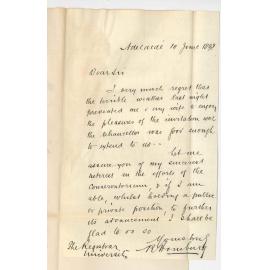 Adelaide 10 June 1898
Dear Sir
I very much regret that
the terrible weather last night
prevented me & my wife enjoying
the pleasures of the invitation which
the Chancellor was good enough
to extend to us.
Let me
assure you of my sincerest
interest in the efforts of the
Conservatorium, & if I am
able, whilst holding a public
or private position to further
its advancement, I shall be
glad to do so
Yours truly
The Registrar
University